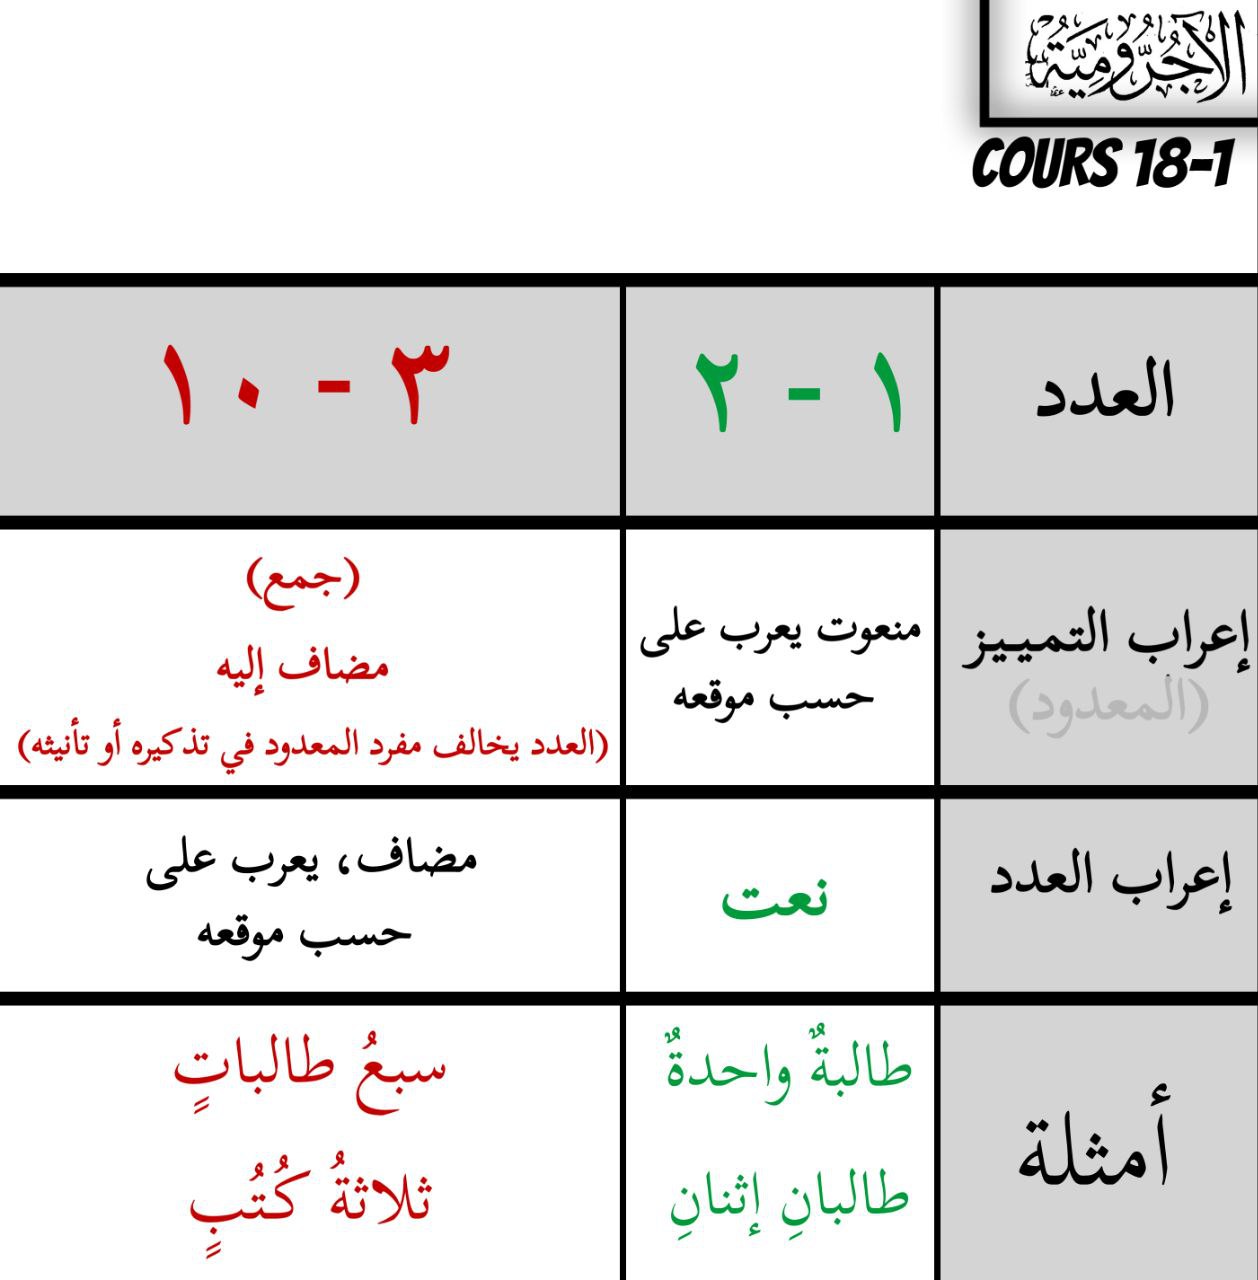 الآجُرُّومِيَّةُ
COURS 18-1
العدد
١ - ٢
٣ - ١٠
إعراب التمييز
(المعدود)
منعوت يعرب على
حسب موقعه
(جمع)
مضاف إليه
(العدد يخالف مفرد المعدود في تذكيره أو تأنيثه)
إعراب العدد
نعت
مضاف، يعرب على
حسب موقعه
أمثلة
طالبةٌ واحدةٌ
طالبانِ إثنانِ
سبعُ طالباتٍ
ثلاثةُ كُتُبٍ